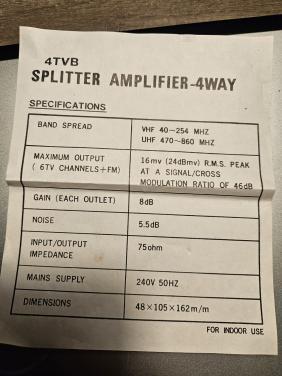 4TVB
SPLITTER AMPLIFIER-4WAY
SPECIFICATIONS
BAND SPREAD
VHF 40-254 MHZ
UHF 470~860 MHZ
MAXIMUM OUTPUT
( 6TV CHANNELS+FM)
16mv (24dBmv) R.M.S. PEAK
AT A SIGNAL/CROSS
MODULATION RATIO OF 46dB
GAIN (EACH OUTLET)
8dB
NOISE
5.5dB
INPUT/OUTPUT
IMPEDANCE
75ohm
MAINS SUPPLY
240V 50HZ
DIMENSIONS
48×105×162m/m
FOR INDOOR USE